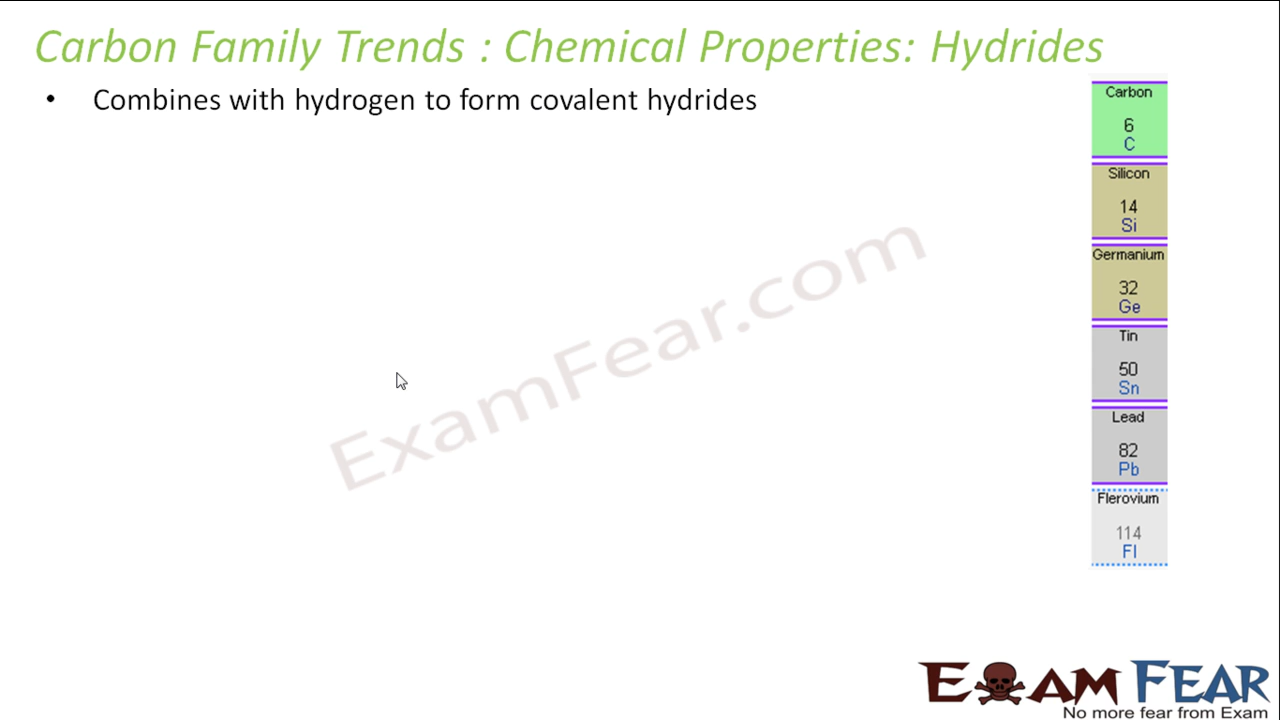 Carbon Family Trends : Chemical Properties: Hydrides
• Combines with hydrogen to form covalent hydrides
Carbon
6
C
Silicon
14
Si
Germanium
32
Ge
Tin
50
Sn
Lead
82
Pb
Flerovium
114
Fl
ExamFear.com
EXAM FEAR
No more fear from Exam